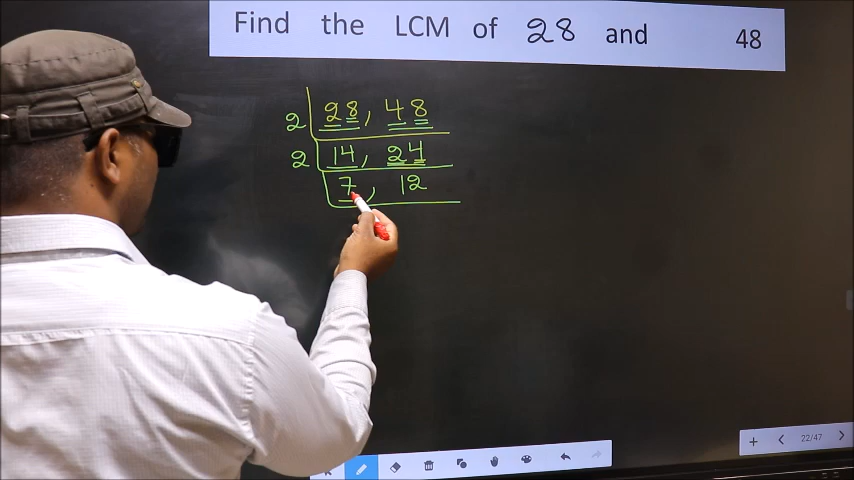 Find the LCM of 28 and 48
2 28, 48
2 14, 24
7, 12
22/47